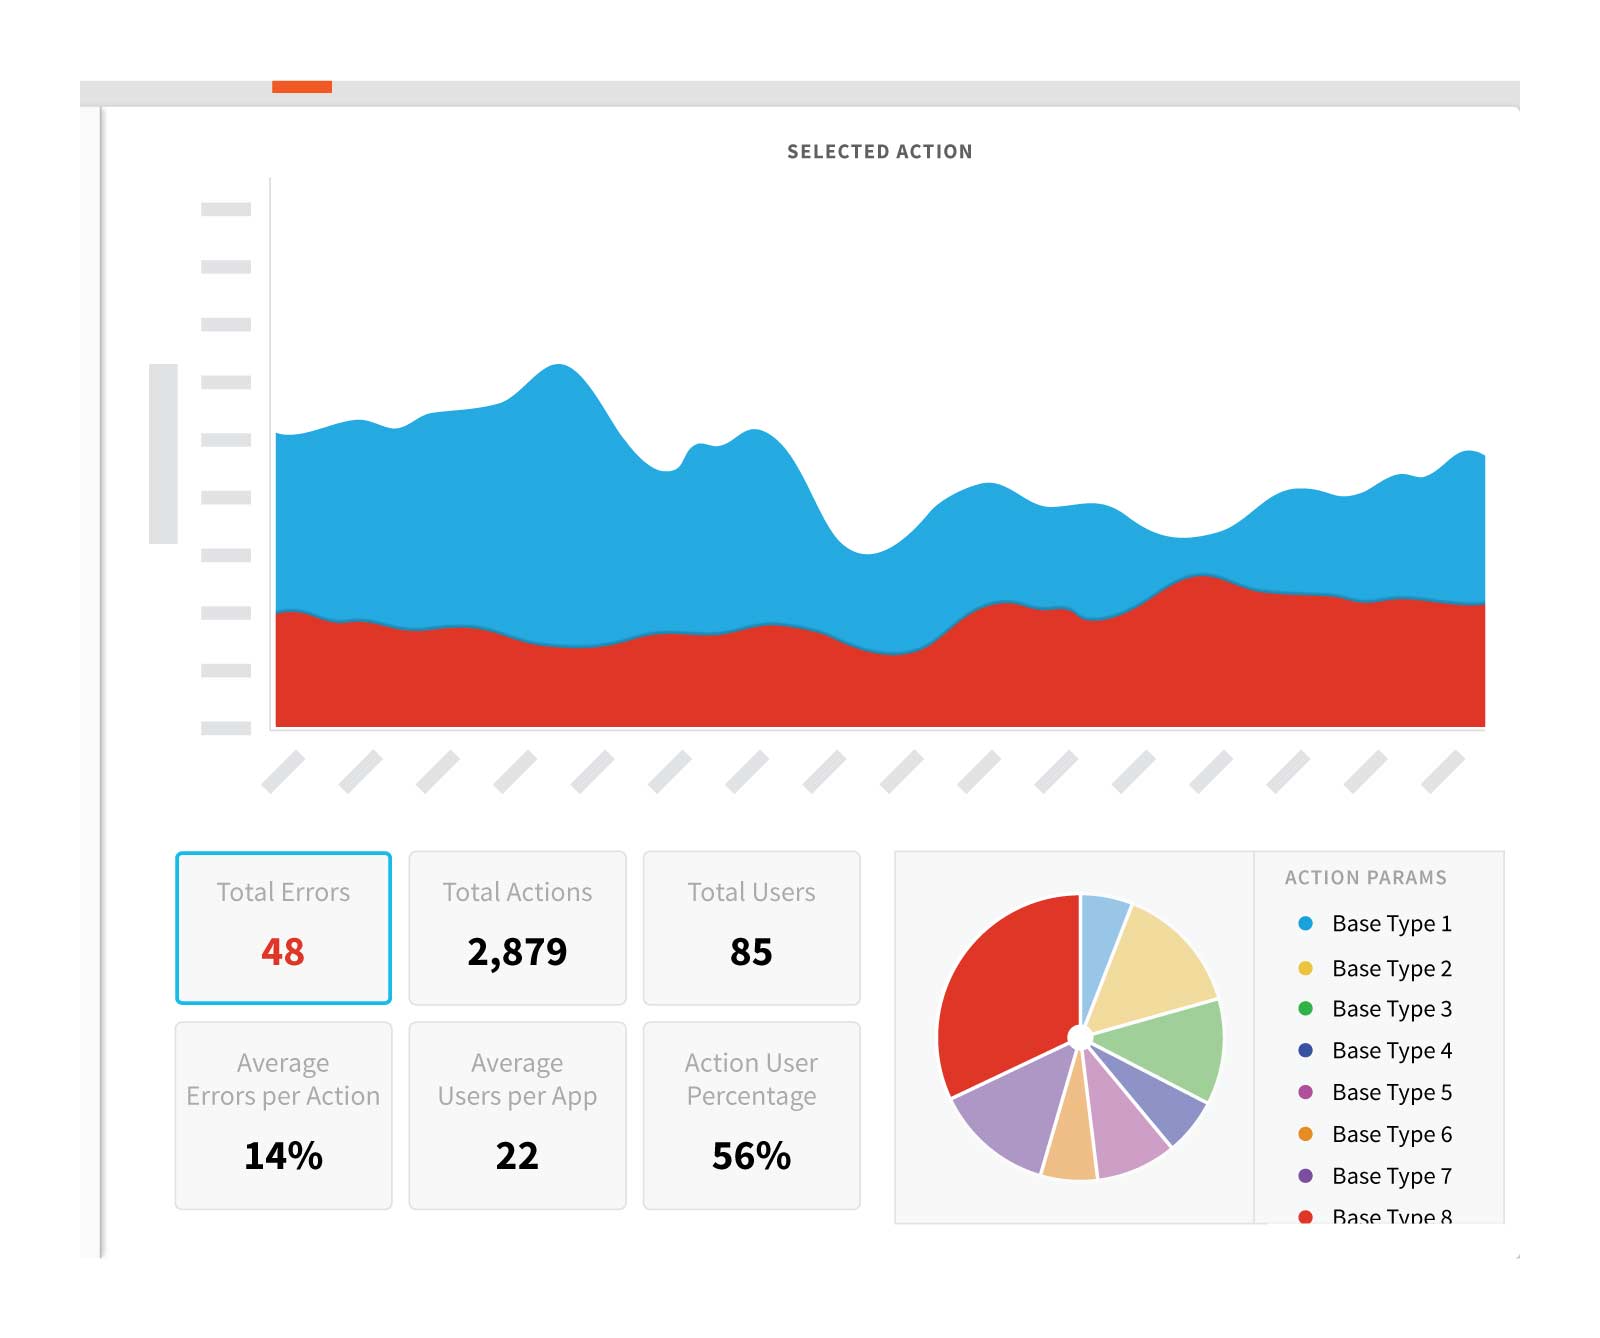 SELECTED ACTION
Total Errors
48
Total Actions
2,879
Total Users
85
Average
Errors per Action
14%
Average
Users per App
22
Action User
Percentage
56%
ACTION PARAMS
Base Type 1
Base Type 2
Base Type 3
Base Type 4
Base Type 5
Base Type 6
Base Type 7
Base Type 8